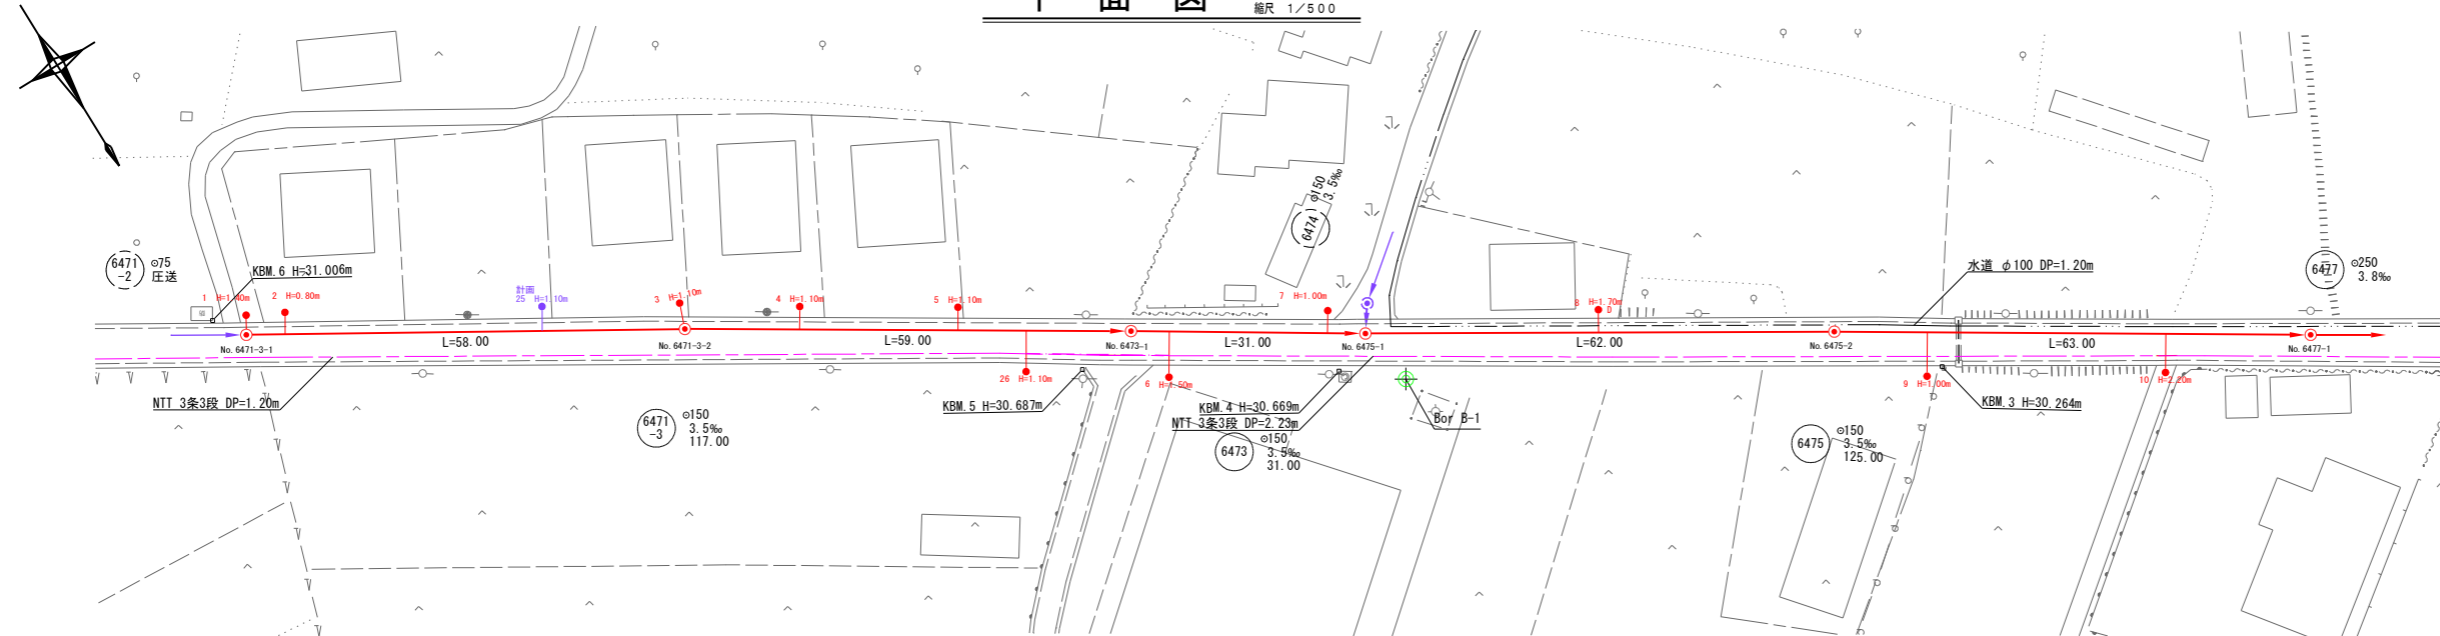 平面図
縮尺 1/500
6474
⊙150
3.5‰
6471
-2
⊙75
圧送
KBM.6 H=31.006m
水道 φ100 DP=1.20m
6477
⊙250
3.8‰
計画
25 H=1.10m
1 H=1.40m
2 H=0.80m
3 H=1.10m
4 H=1.10m
5 H=1.10m
7 H=1.00m
8 H=1.70m
D
No.6471-3-1
L=58.00
No.6471-3-2
L=59.00
No.6473-1
L=31.00
No.6475-1
L=62.00
No.6475-2
L=63.00
No.6477-1
26 H=1.10m
6 H=1.50m
9 H=1.00m
10 H=2.20m
NTT 3条3段 DP=1.20m
KBM.5 H=30.687m
KBM.4 H=30.669m
NTT 3条3段 DP=2.23m
Bor B-1
KBM.3 H=30.264m
6471
-3
⊙150
3.5‰
117.00
6473
⊙150
3.5‰
31.00
6475
⊙150
3.5‰
125.00